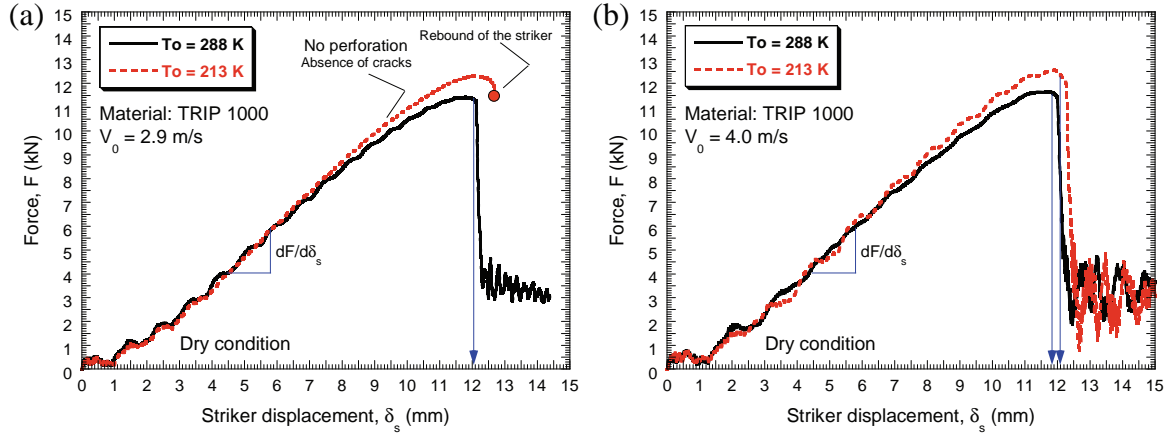 (a)
15
14
13
12
11
10
9
8
7
6
5
4
3
2
1
0
Force, F (kN)
To = 288 K
To = 213 K
Material: TRIP 1000
V0 = 2.9 m/s
No perforation
Absence of cracks
Rebound of the striker
dF/dδs
Dry condition
0 1 2 3 4 5 6 7 8 9 10 11 12 13 14 15
Striker displacement, δs (mm)
(b)
15
14
13
12
11
10
9
8
7
6
5
4
3
2
1
0
Force, F (kN)
To = 288 K
To = 213 K
Material: TRIP 1000
V0 = 4.0 m/s
dF/dδs
Dry condition
0 1 2 3 4 5 6 7 8 9 10 11 12 13 14 15
Striker displacement, δs (mm)